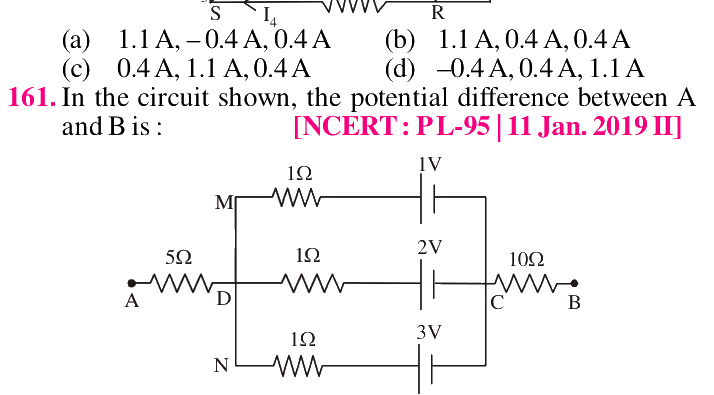 S I₄ R
(a) 1.1 A, – 0.4 A, 0.4 A (b) 1.1 A, 0.4 A, 0.4 A
(c) 0.4 A, 1.1 A, 0.4 A (d) –0.4 A, 0.4 A, 1.1 A
161. In the circuit shown, the potential difference between A
and B is : [NCERT : PL-95 | 11 Jan. 2019 II]
1Ω 1V
M
5Ω 1Ω 2V 10Ω
A D C B
1Ω 3V
N